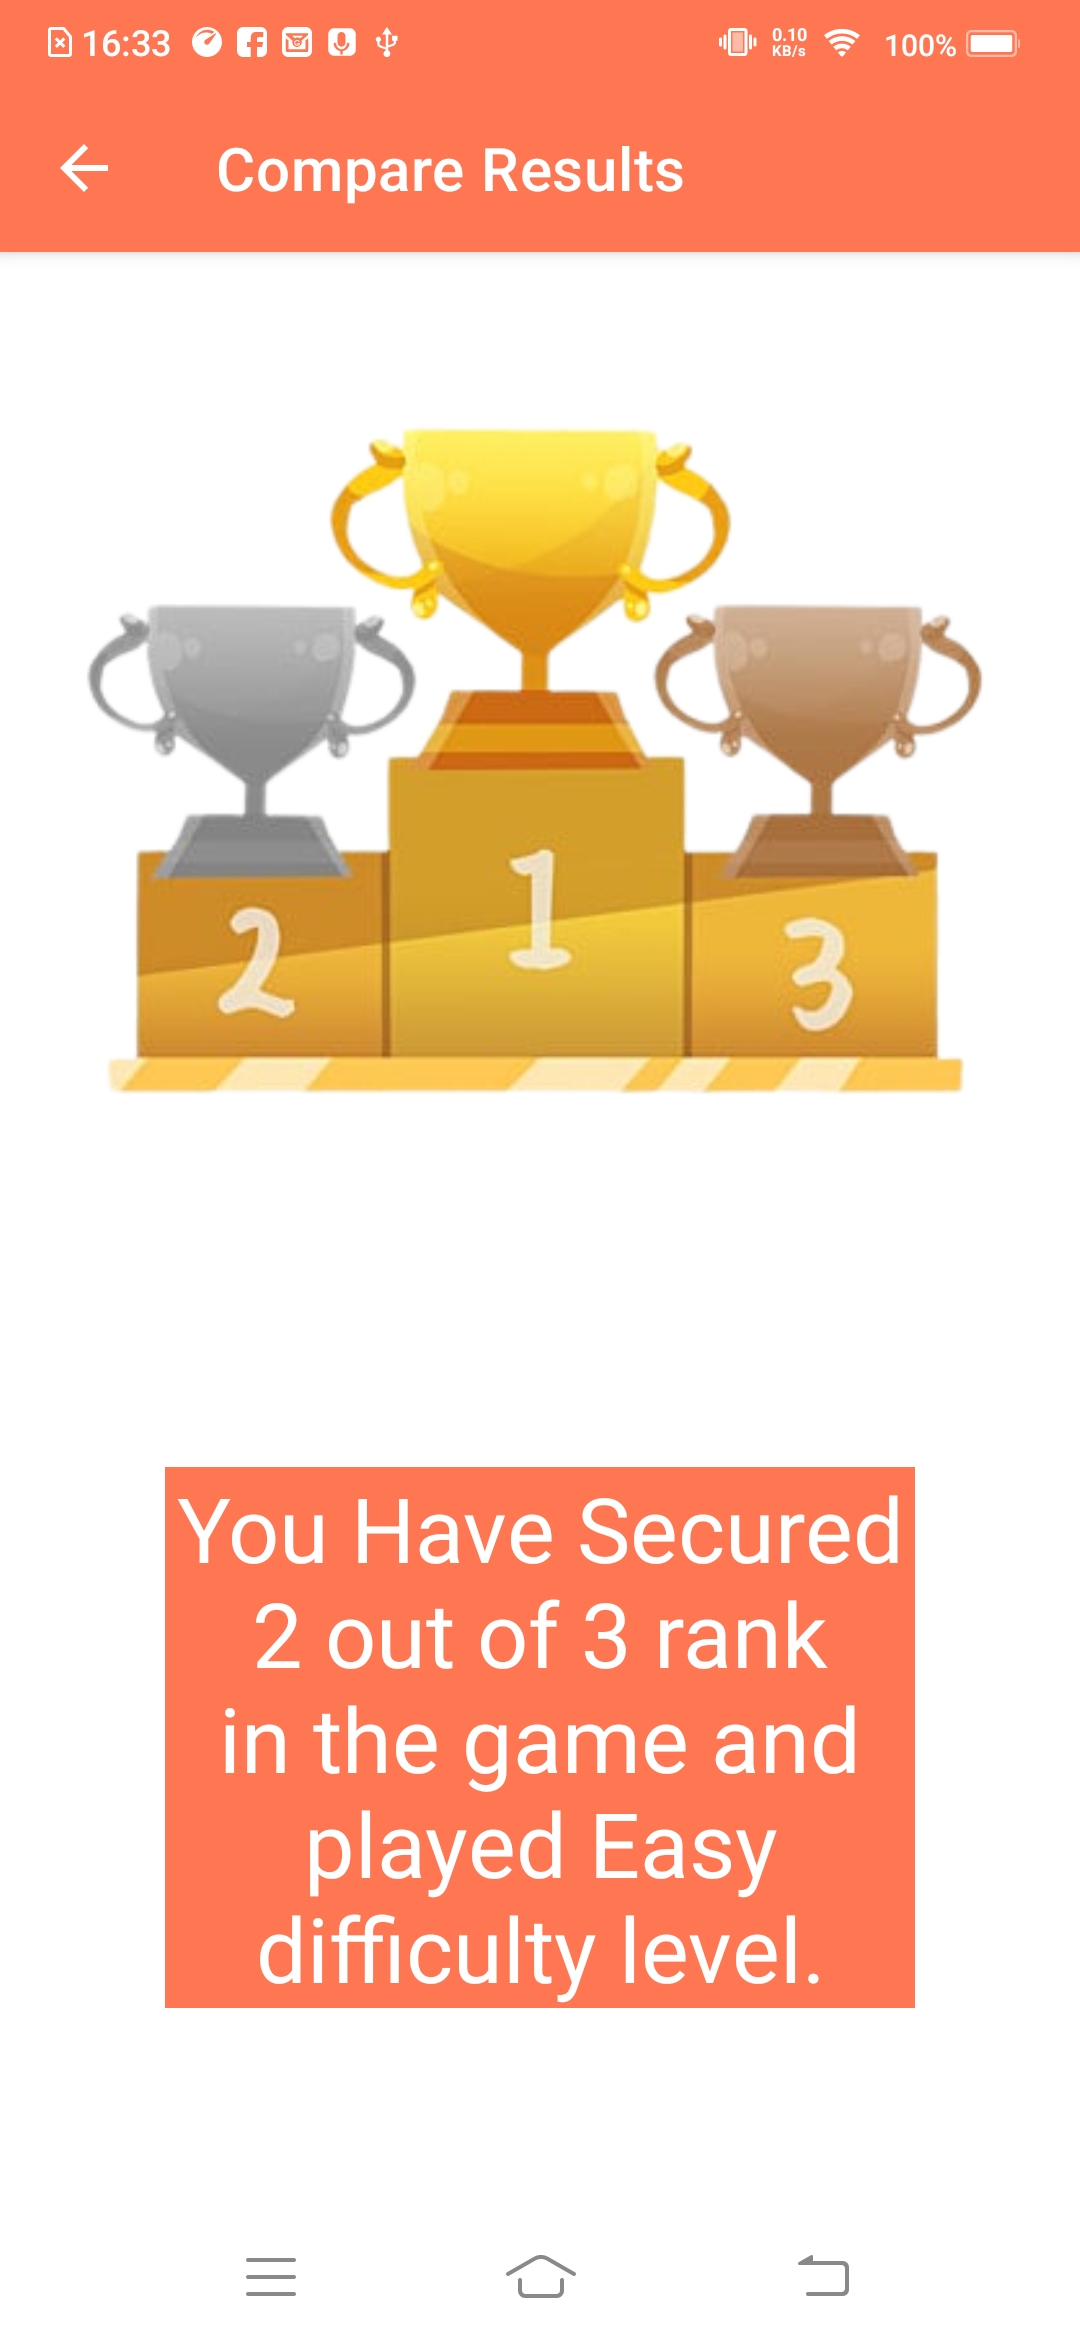 16:33
0.10
KB/s
100%
Compare Results
1
2
3
You Have Secured
2 out of 3 rank
in the game and
played Easy
difficulty level.